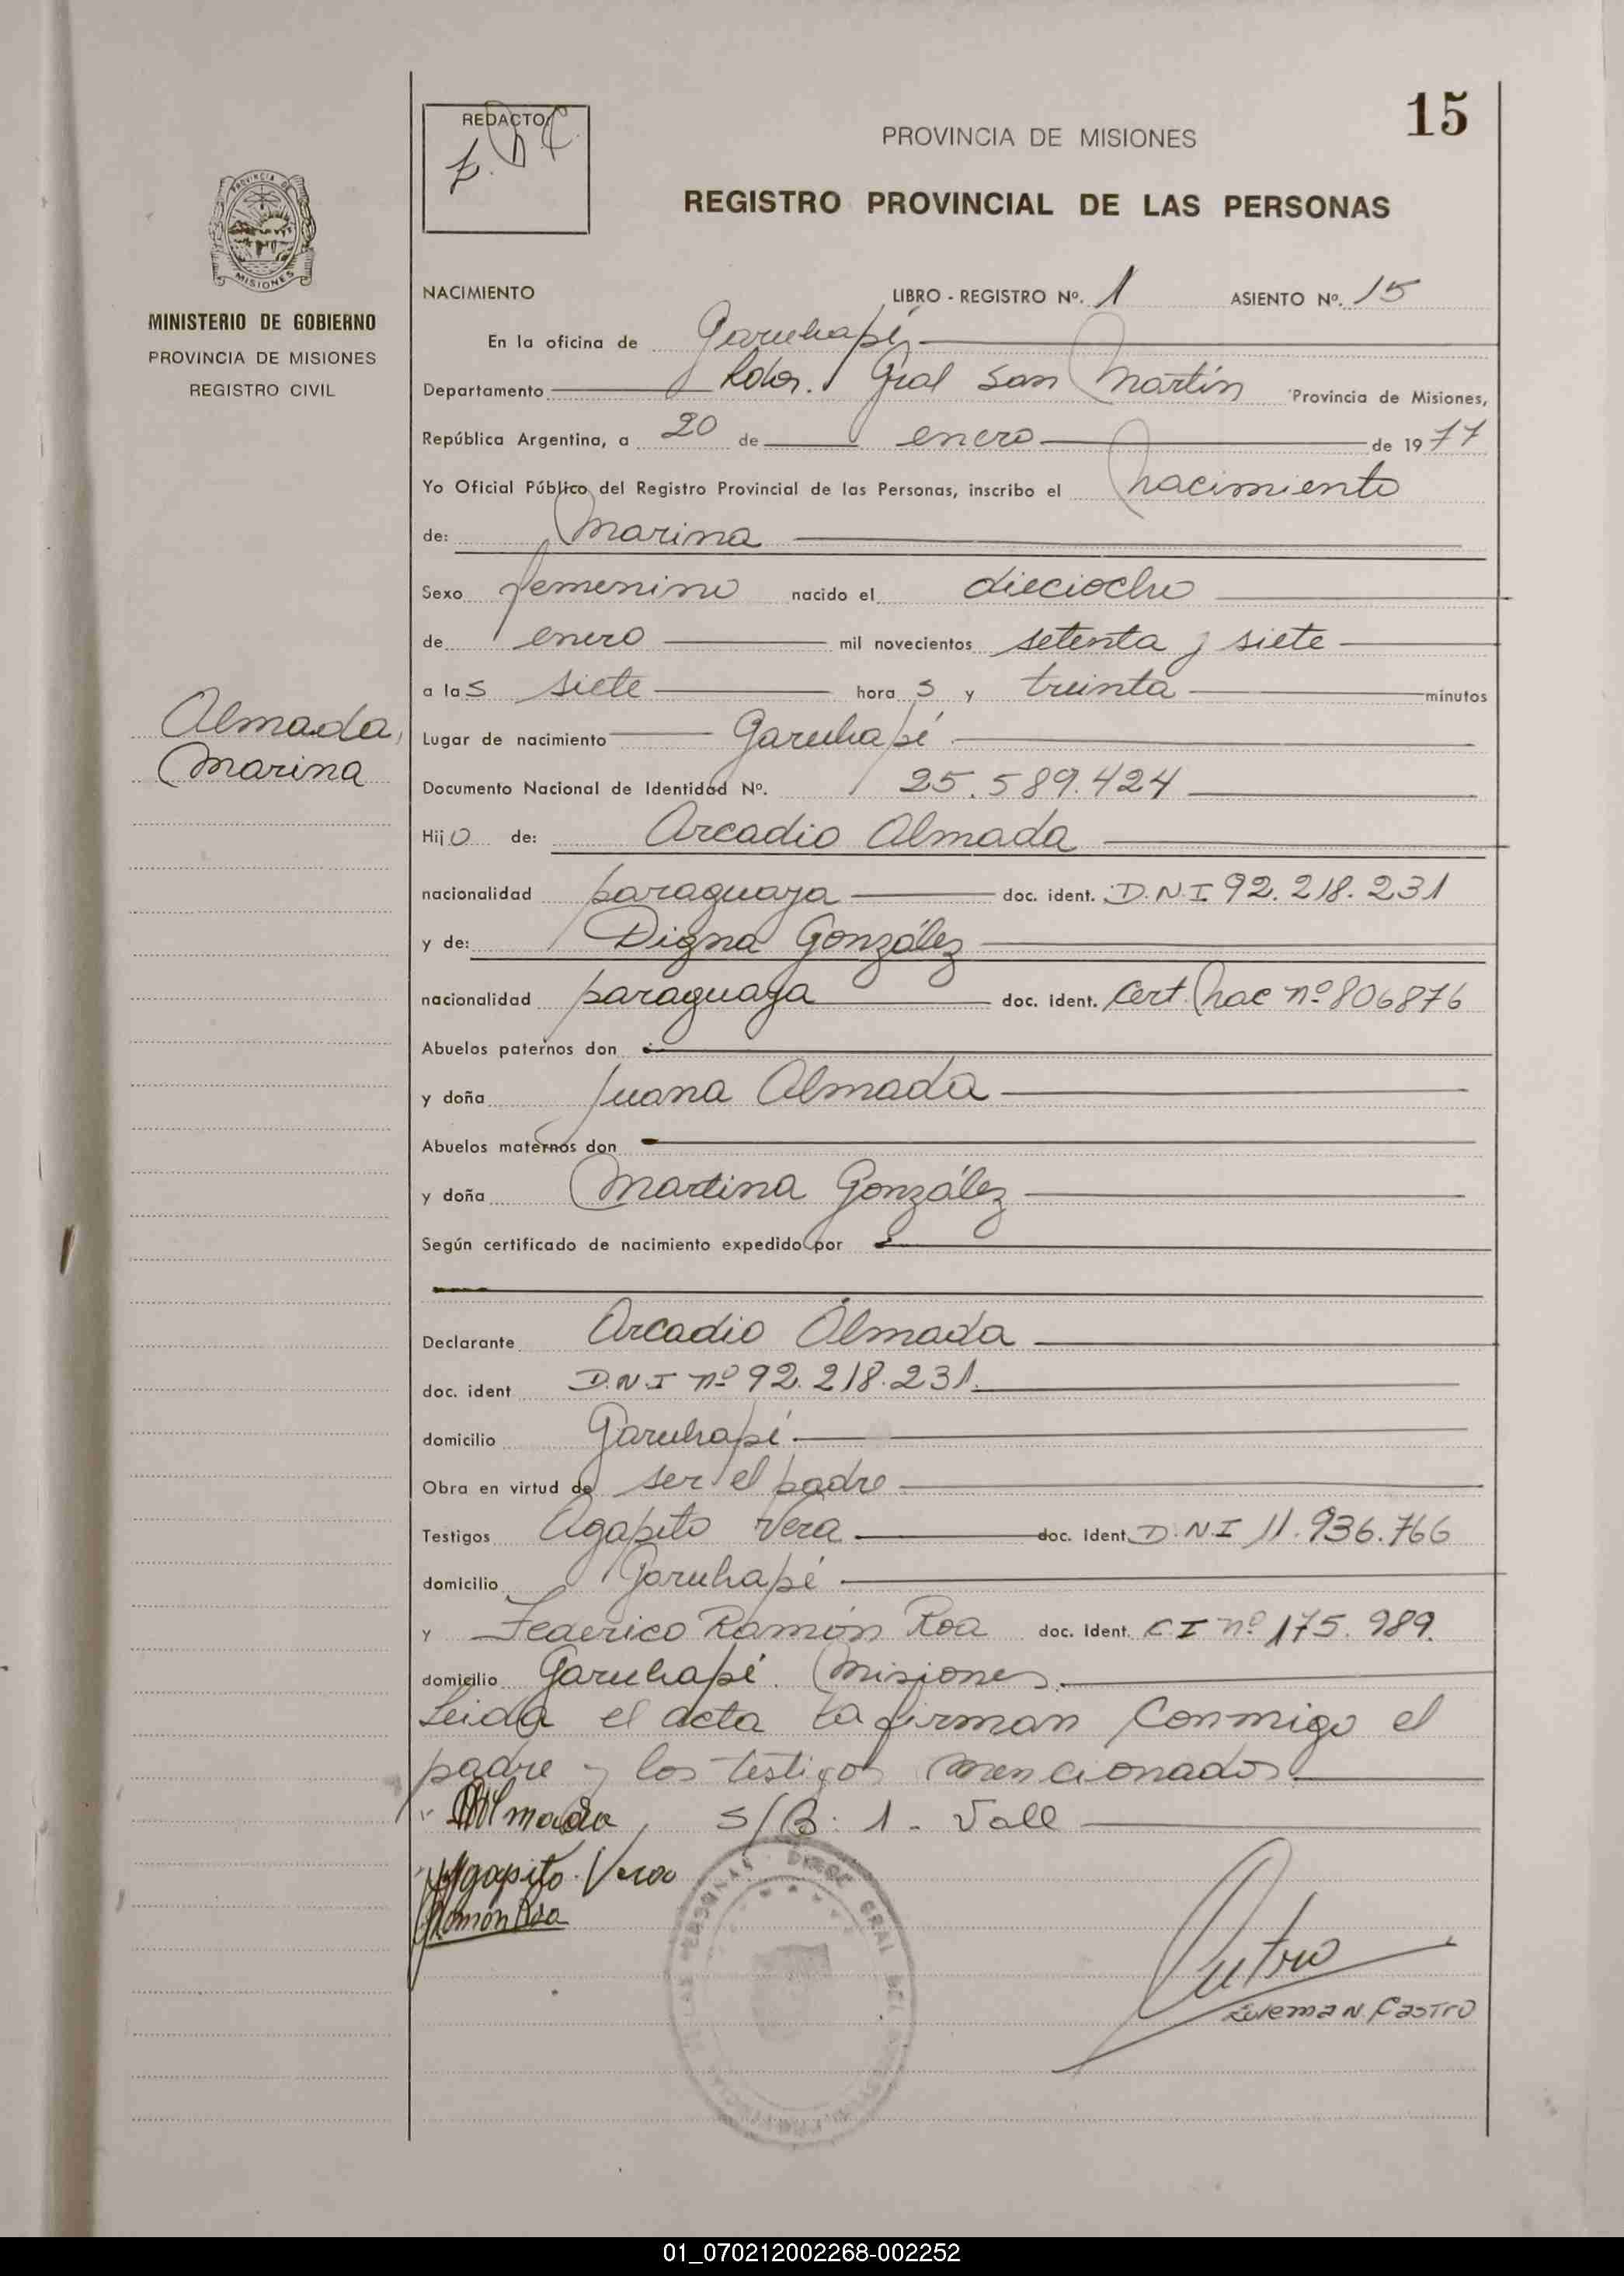 15
REDACTO
PROVINCIA DE MISIONES
REGISTRO PROVINCIAL DE LAS PERSONAS
PROVINCIA DE
MISIONES
MINISTERIO DE GOBIERNO
PROVINCIA DE MISIONES
REGISTRO CIVIL
Almada,
Marina
NACIMIENTO LIBRO - REGISTRO Nº. 1 ASIENTO Nº. 15
En la oficina de Garuhapé,
Departamento Ldor. Gral San Martín Provincia de Misiones,
República Argentina, a 20 de enero de 1977
Yo Oficial Público del Registro Provincial de las Personas, inscribo el nacimiento
de: Marina
Sexo femenino nacido el dieciocho
de enero mil novecientos setenta y siete
a las siete horas y treinta minutos
Lugar de nacimiento Garuhapé
Documento Nacional de Identidad Nº. 25.589.424
Hijo de: Arcadio Almada
nacionalidad paraguaya doc. ident. D.N.I 92.218.231
y de: Digna González
nacionalidad paraguaya doc. ident. Cert. Nac nº 806876
Abuelos paternos don
y doña Juana Almada
Abuelos maternos don
y doña Martina González
Según certificado de nacimiento expedido por
Declarante Arcadio Almada
doc. ident D.N.I nº 92.218.231.
domicilio Garuhapé.
Obra en virtud de ser el padre
Testigos Agapito Vera doc. ident. D.N.I 11.936.766
domicilio Garuhapé
y Federico Ramón Roa doc. Ident. C I nº 175.989.
domicilio Garuhapé. Misiones.
Leida el acta la firman conmigo el
padre y los testigos mencionados
Almada, S/B: 1. Vall
Agapito Vera
Ramón Roa
Castro
Zulema N. Castro
01_070212002268-002252